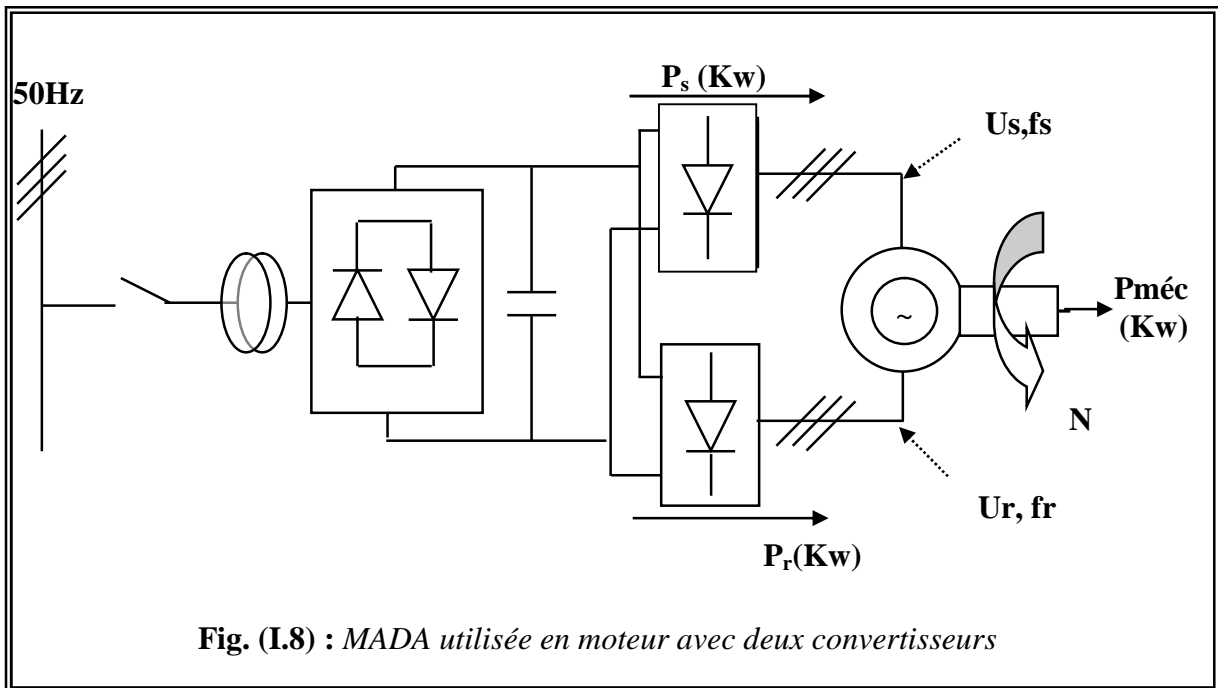 50Hz
Ps (Kw)
Us,fs
~
Pméc
(Kw)
N
Ur, fr
Pr(Kw)
Fig. (I.8) : MADA utilisée en moteur avec deux convertisseurs